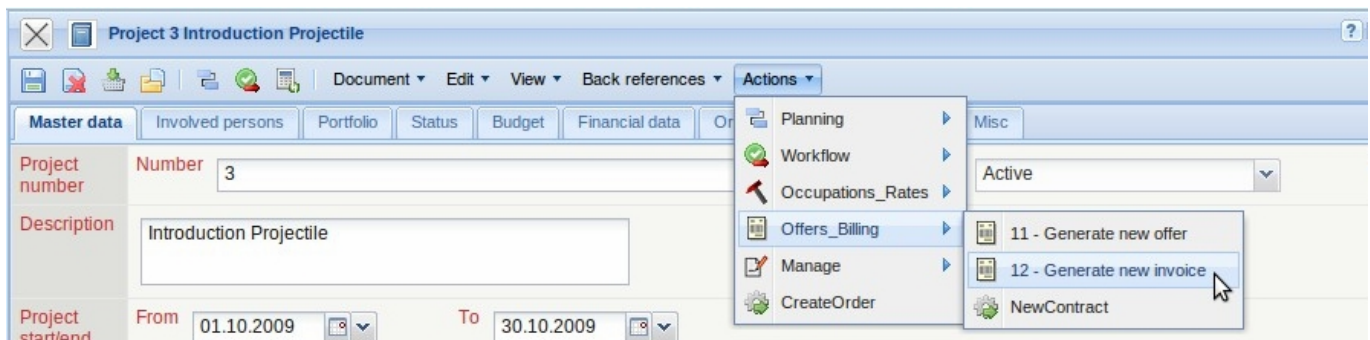 Project 3 Introduction Projectile
?
Document Edit View Back references Actions
Master data Involved persons Portfolio Status Budget Financial data Or Misc
Planning
Workflow
Occupations_Rates
Offers_Billing
Manage
CreateOrder
11 - Generate new offer
12 - Generate new invoice
NewContract
Project
number
Number
3
Active
Description
Introduction Projectile
Project
start/end
From
01.10.2009
To
30.10.2009